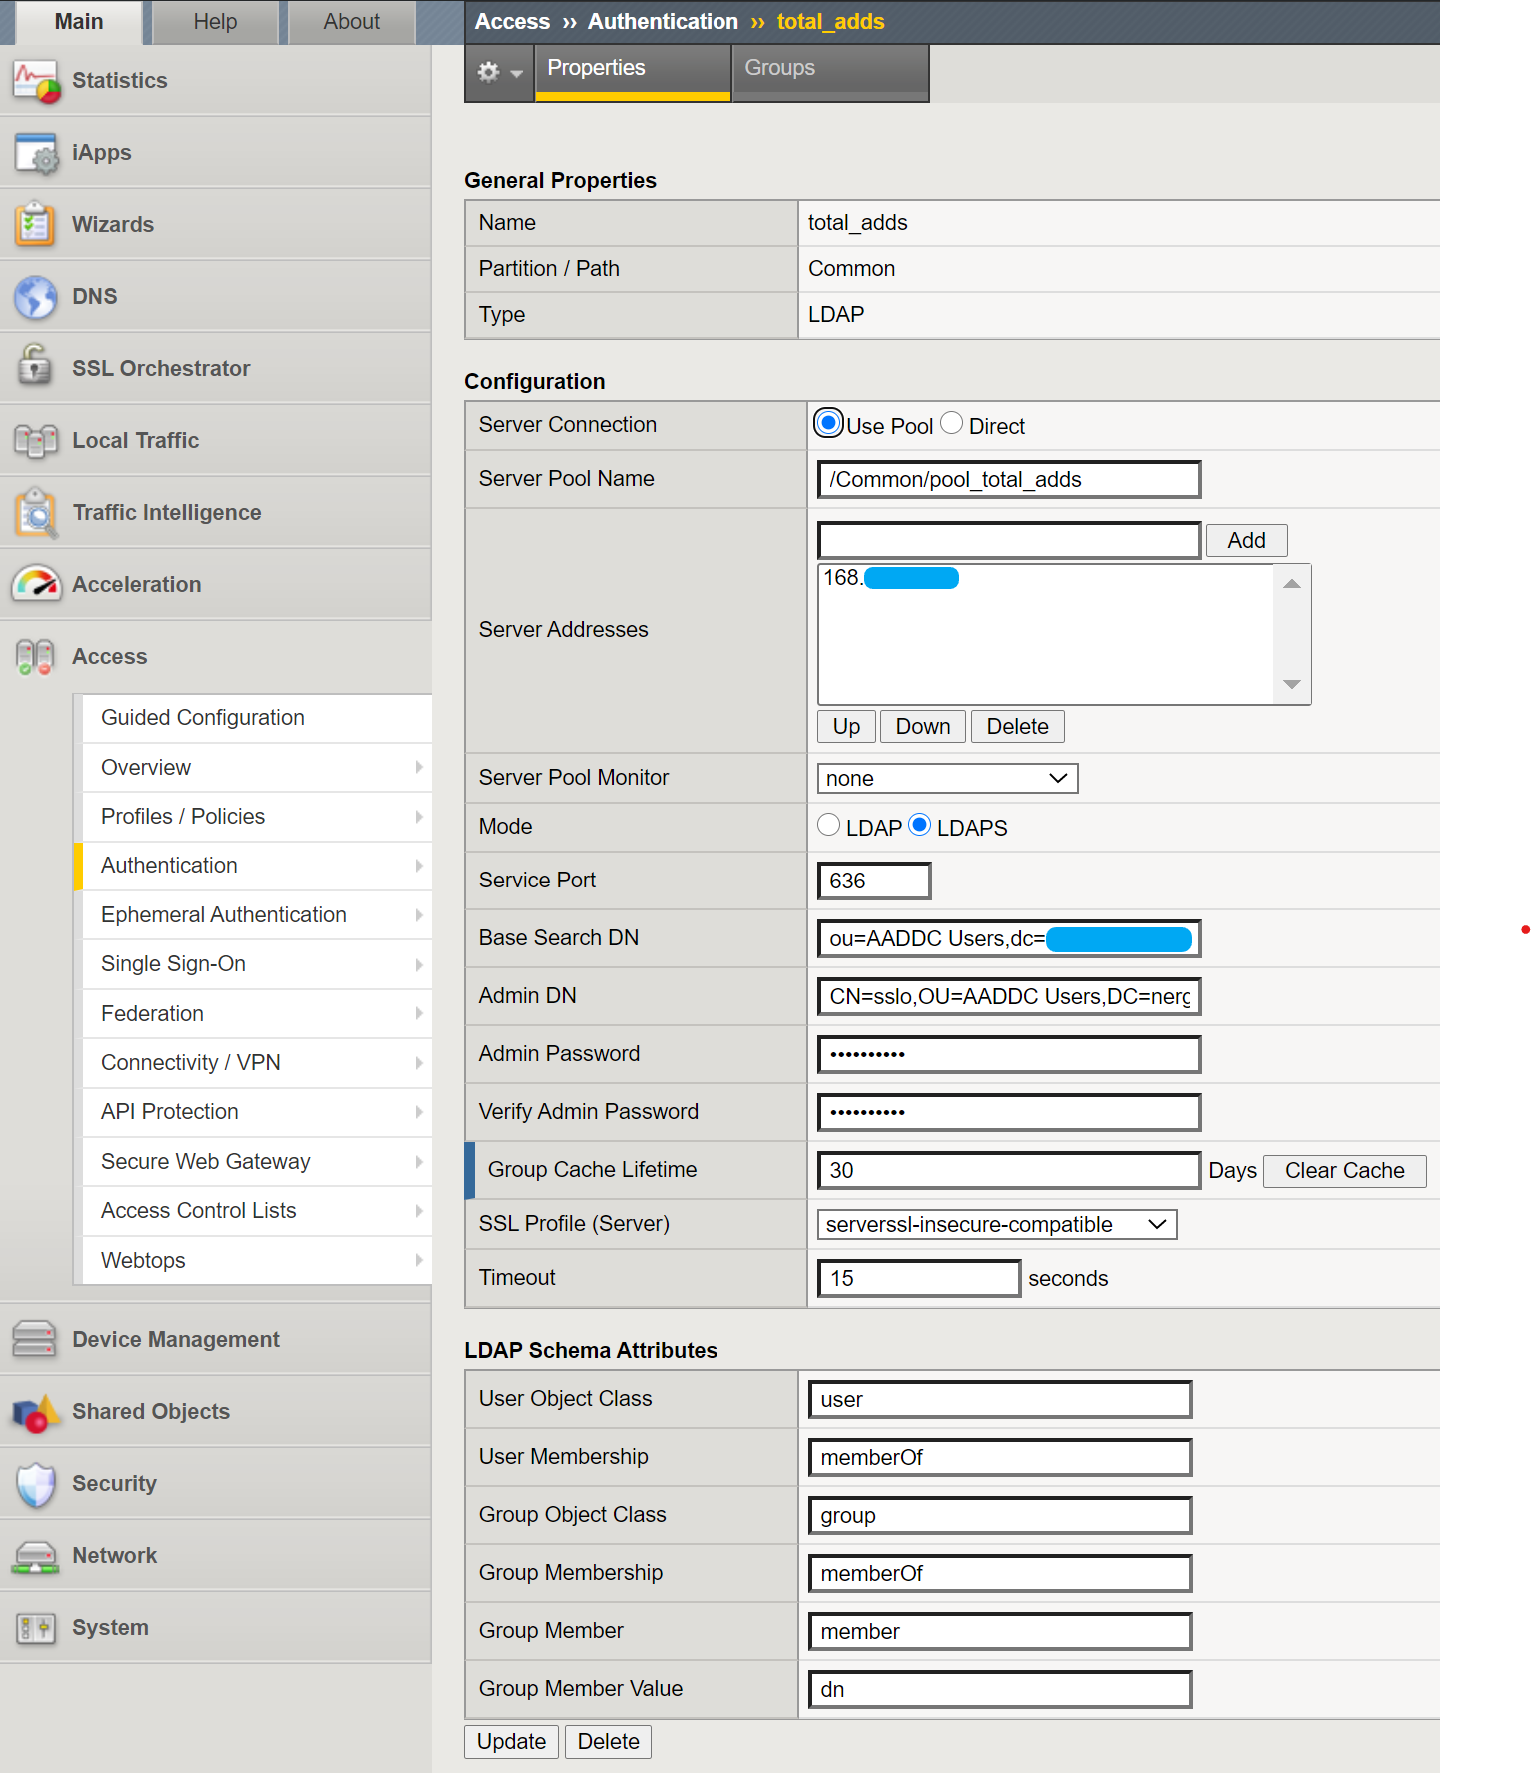 Main
Help
About
Access ›› Authentication ›› total_adds
Properties
Groups
Statistics
iApps
Wizards
DNS
SSL Orchestrator
Local Traffic
Traffic Intelligence
Acceleration
Access
Guided Configuration
Overview
Profiles / Policies
Authentication
Ephemeral Authentication
Single Sign-On
Federation
Connectivity / VPN
API Protection
Secure Web Gateway
Access Control Lists
Webtops
Device Management
Shared Objects
Security
Network
System
General Properties
Name total_adds
Partition / Path Common
Type LDAP
Configuration
Server Connection Use Pool Direct
Server Pool Name /Common/pool_total_adds
Server Addresses Add
168.
Up Down Delete
Server Pool Monitor none
Mode LDAP LDAPS
Service Port 636
Base Search DN ou=AADDC Users,dc=
Admin DN CN=sslo,OU=AADDC Users,DC=nerg
Admin Password ••••••••••
Verify Admin Password ••••••••••
Group Cache Lifetime 30 Days Clear Cache
SSL Profile (Server) serverssl-insecure-compatible
Timeout 15 seconds
LDAP Schema Attributes
User Object Class user
User Membership memberOf
Group Object Class group
Group Membership memberOf
Group Member member
Group Member Value dn
Update Delete